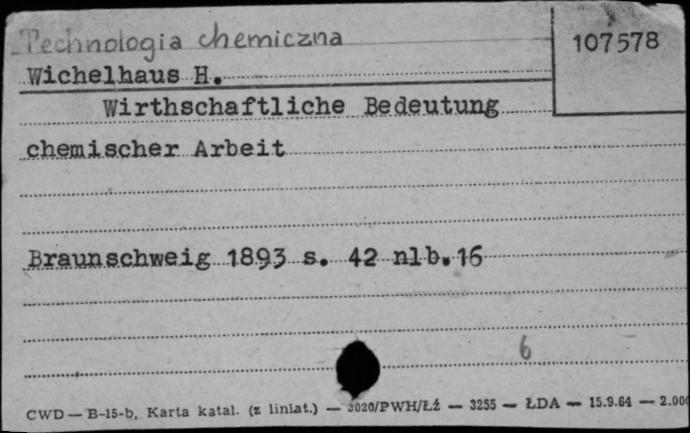 Technologia chemiczna
107578
Wichelhaus H.
Wirthschaftliche Bedeutung
chemischer Arbeit
Braunschweig 1893 s. 42 nlb.16
6
CWD — B-15-b, Karta katal. (z liniat.) — 3020/PWH/Łż — 3255 — ŁDA — 15.9.64 — 2.000